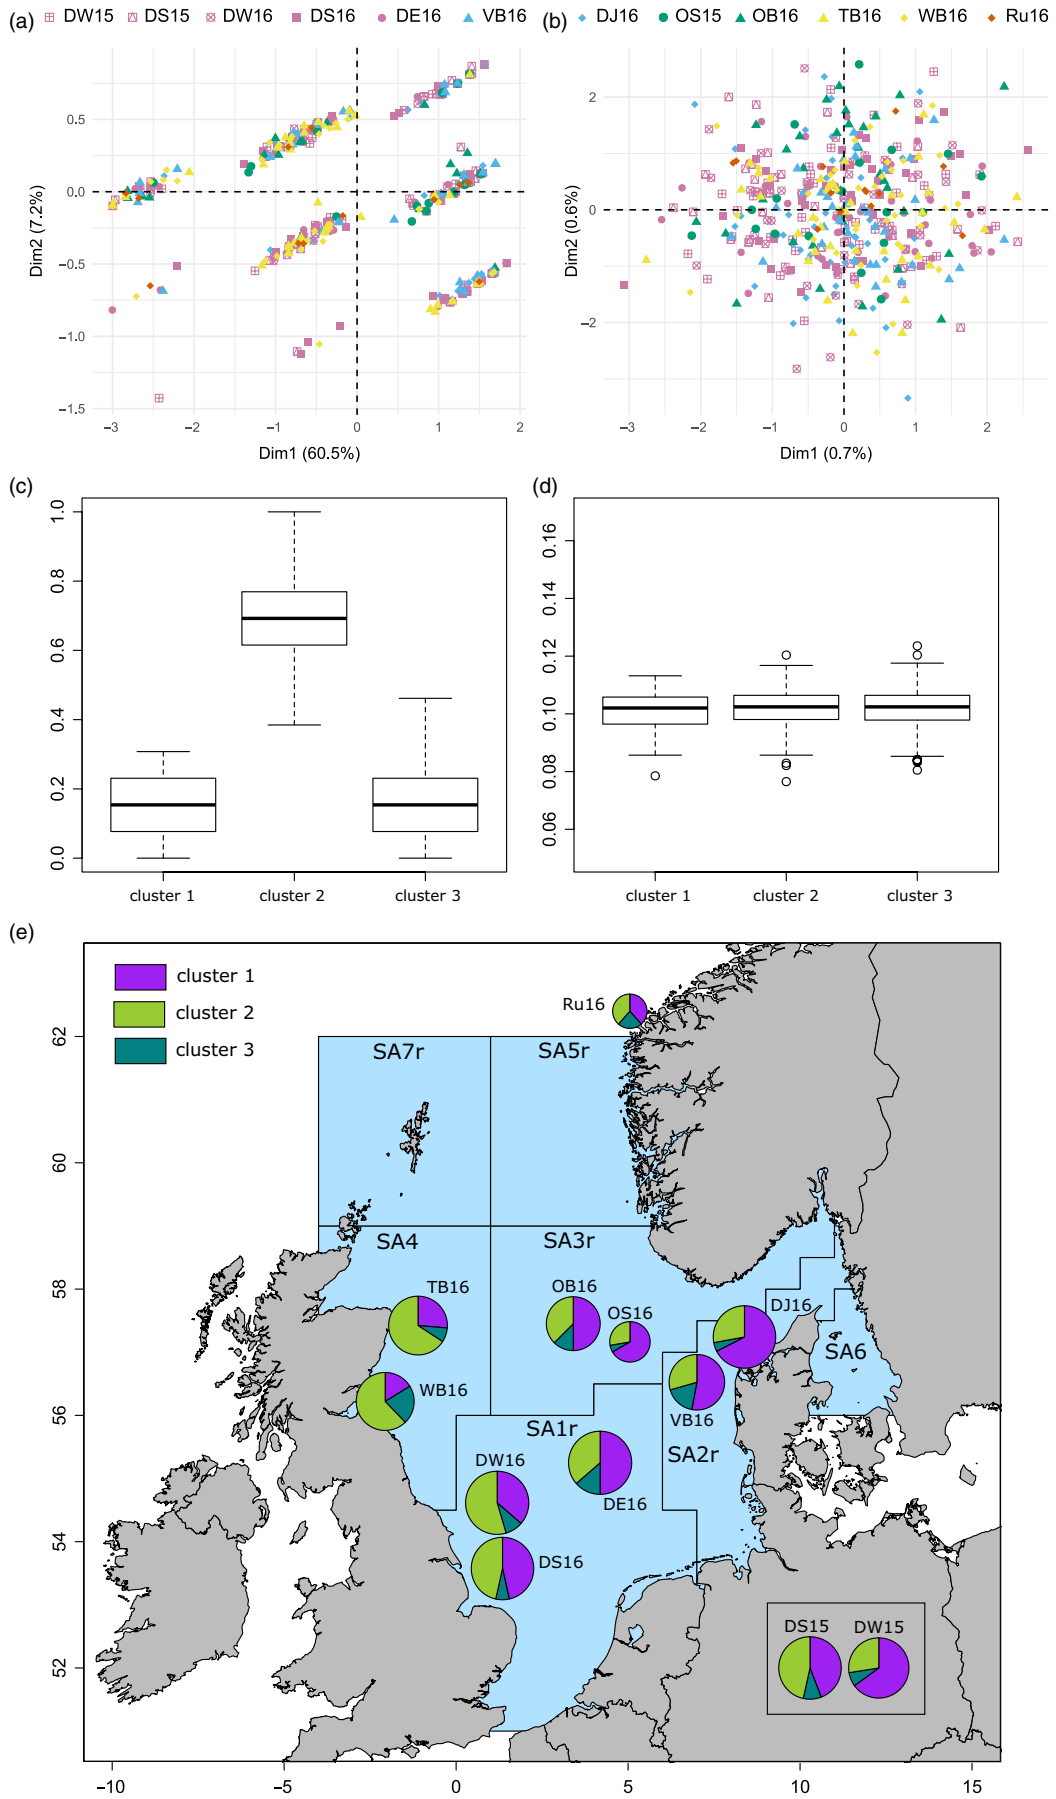 (a)
DW15 DS15 DW16 DS16 DE16 VB16
(b)
DJ16 OS15 OB16 TB16 WB16 Ru16
0.5
0.0
−0.5
−1.0
−1.5
Dim2 (7.2%)
−3 −2 −1 0 1 2
Dim1 (60.5%)
2
0
−2
Dim2 (0.6%)
−3 −2 −1 0 1 2
Dim1 (0.7%)
(c)
1.0
0.8
0.6
0.4
0.2
0.0
cluster 1 cluster 2 cluster 3
(d)
0.16
0.14
0.12
0.10
0.08
0.06
cluster 1 cluster 2 cluster 3
(e)
cluster 1
cluster 2
cluster 3
Ru16
SA7r
SA5r
SA4
SA3r
TB16
OB16
OS16
DJ16
SA6
WB16
VB16
SA1r
SA2r
DW16
DE16
DS16
DS15
DW15
62
60
58
56
54
52
−10 −5 0 5 10 15